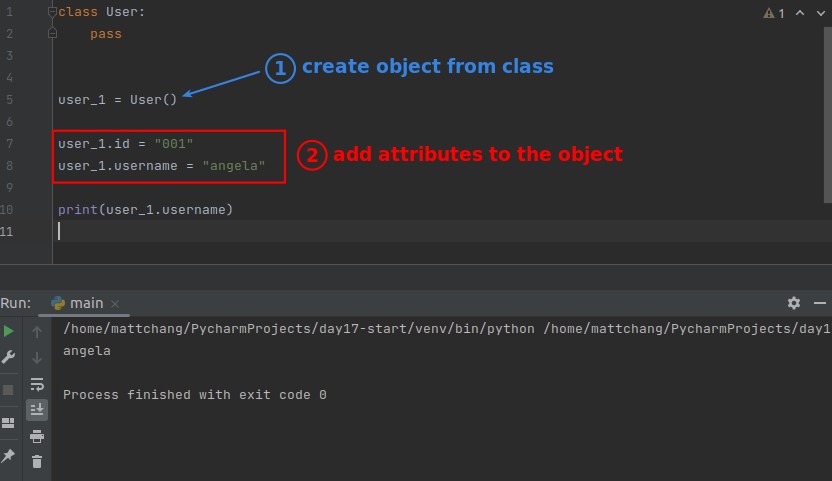 1 class User:
2     pass
3
4
5 user_1 = User()
6
7 user_1.id = "001"
8 user_1.username = "angela"
9
10 print(user_1.username)
11
1
1 create object from class
2 add attributes to the object
Run: main
/home/mattchang/PycharmProjects/day17-start/venv/bin/python /home/mattchang/PycharmProjects/day1
angela
Process finished with exit code 0